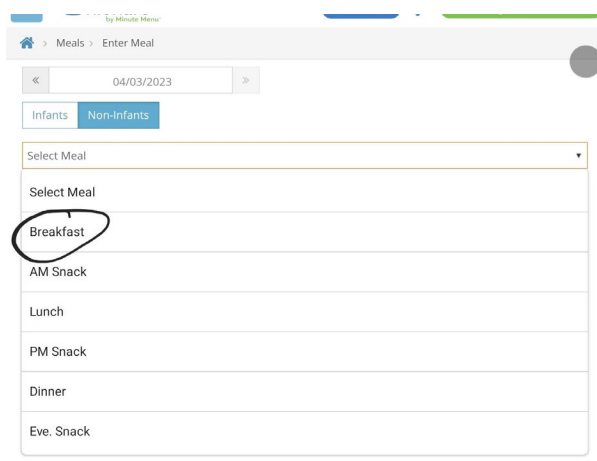 by Minute Menu
> Meals > Enter Meal
« 04/03/2023 »
Infants Non-Infants
Select Meal
Select Meal
Breakfast
AM Snack
Lunch
PM Snack
Dinner
Eve. Snack